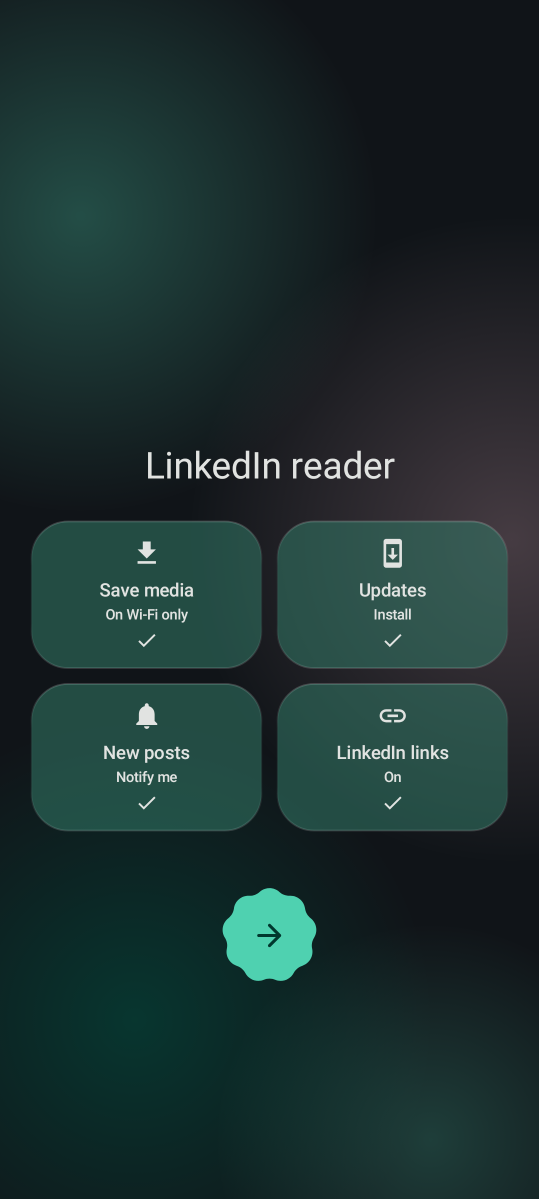 LinkedIn reader
Save media
On Wi-Fi only
Updates
Install
New posts
Notify me
LinkedIn links
On